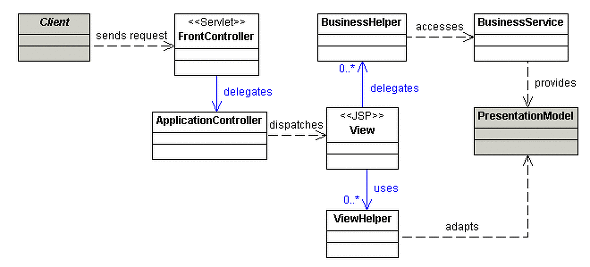 Client
sends request
<<Servlet>>
FrontController
BusinessHelper
accesses
BusinessService
0..*
delegates
delegates
provides
ApplicationController
dispatches
<<JSP>>
View
PresentationModel
uses
0..*
ViewHelper
adapts